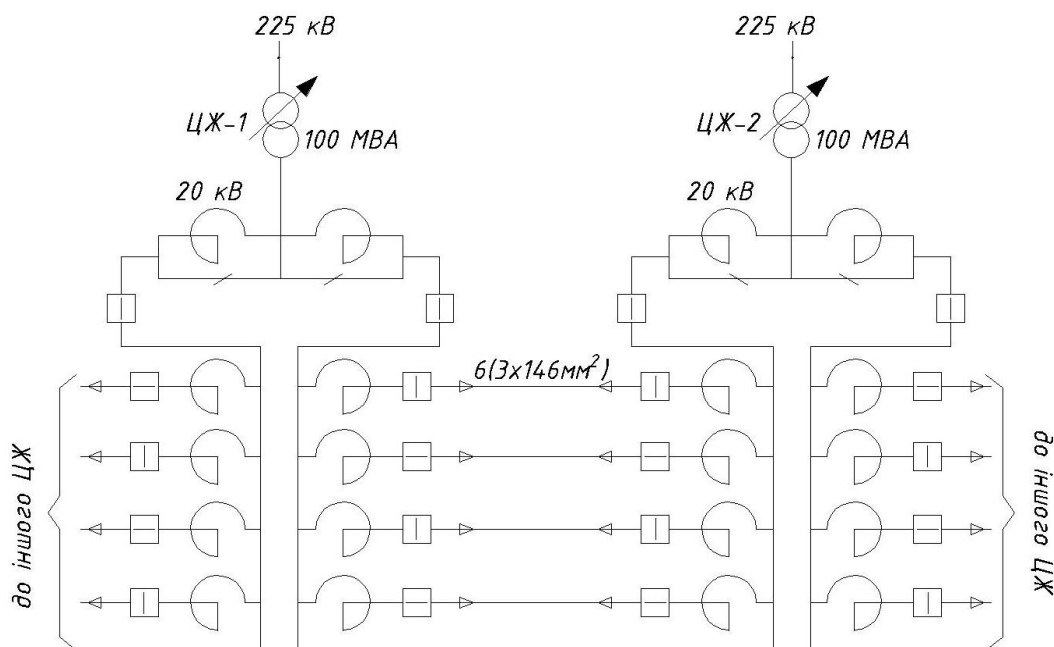 225 кВ
225 кВ
ЦЖ-1
100 МВА
ЦЖ-2
100 МВА
20 кВ
20 кВ
6(3х146мм²)
до іншого ЦЖ
до іншого ЦЖ